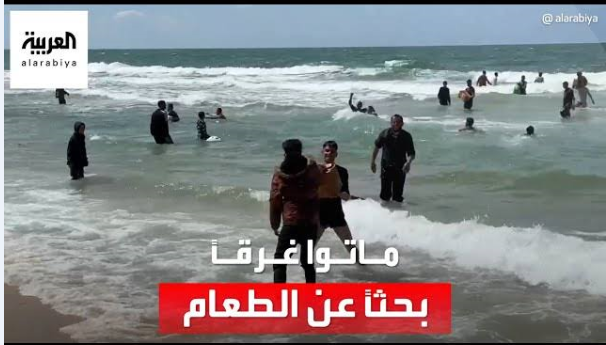 العربية
alarabiya
@alarabiya
ماتوا غرقاً
بحثاً عن الطعام